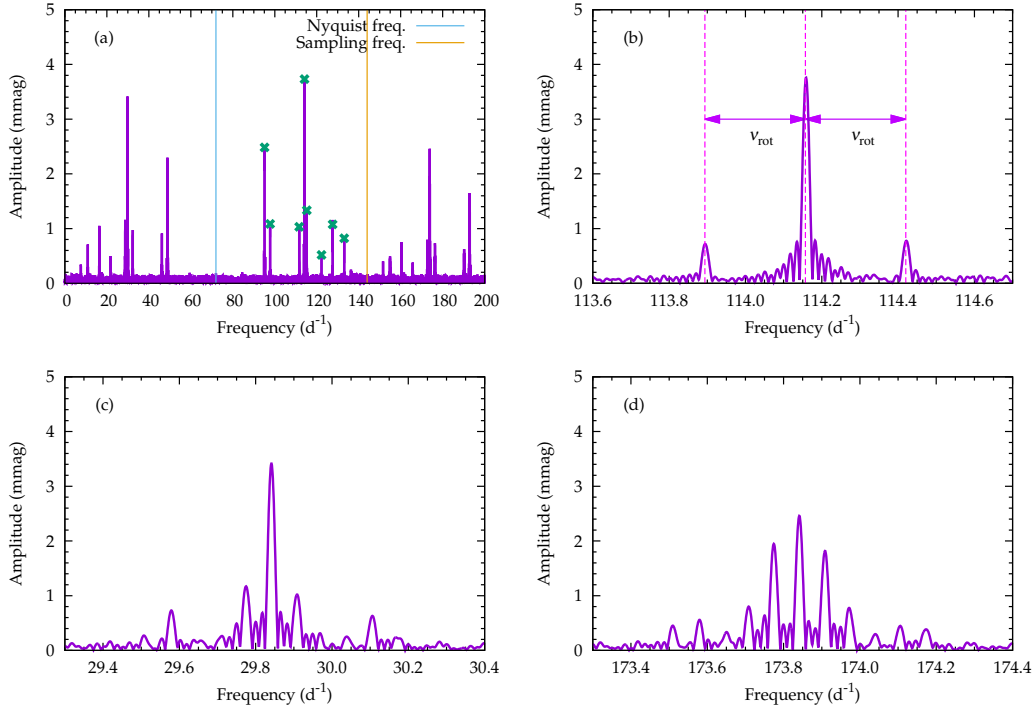 (a)
Nyquist freq.
Sampling freq.
Amplitude (mmag)
5
4
3
2
1
0
0 20 40 60 80 100 120 140 160 180 200
Frequency (d⁻¹)
(b)
Amplitude (mmag)
5
4
3
2
1
0
νrot νrot
113.6 114.0 114.2 114.4 114.6
Frequency (d⁻¹)
(c)
Amplitude (mmag)
5
4
3
2
1
0
29.4 29.6 29.8 30.0 30.2 30.4
Frequency (d⁻¹)
(d)
Amplitude (mmag)
5
4
3
2
1
0
173.4 173.6 173.8 174.0 174.2 174.4
Frequency (d⁻¹)